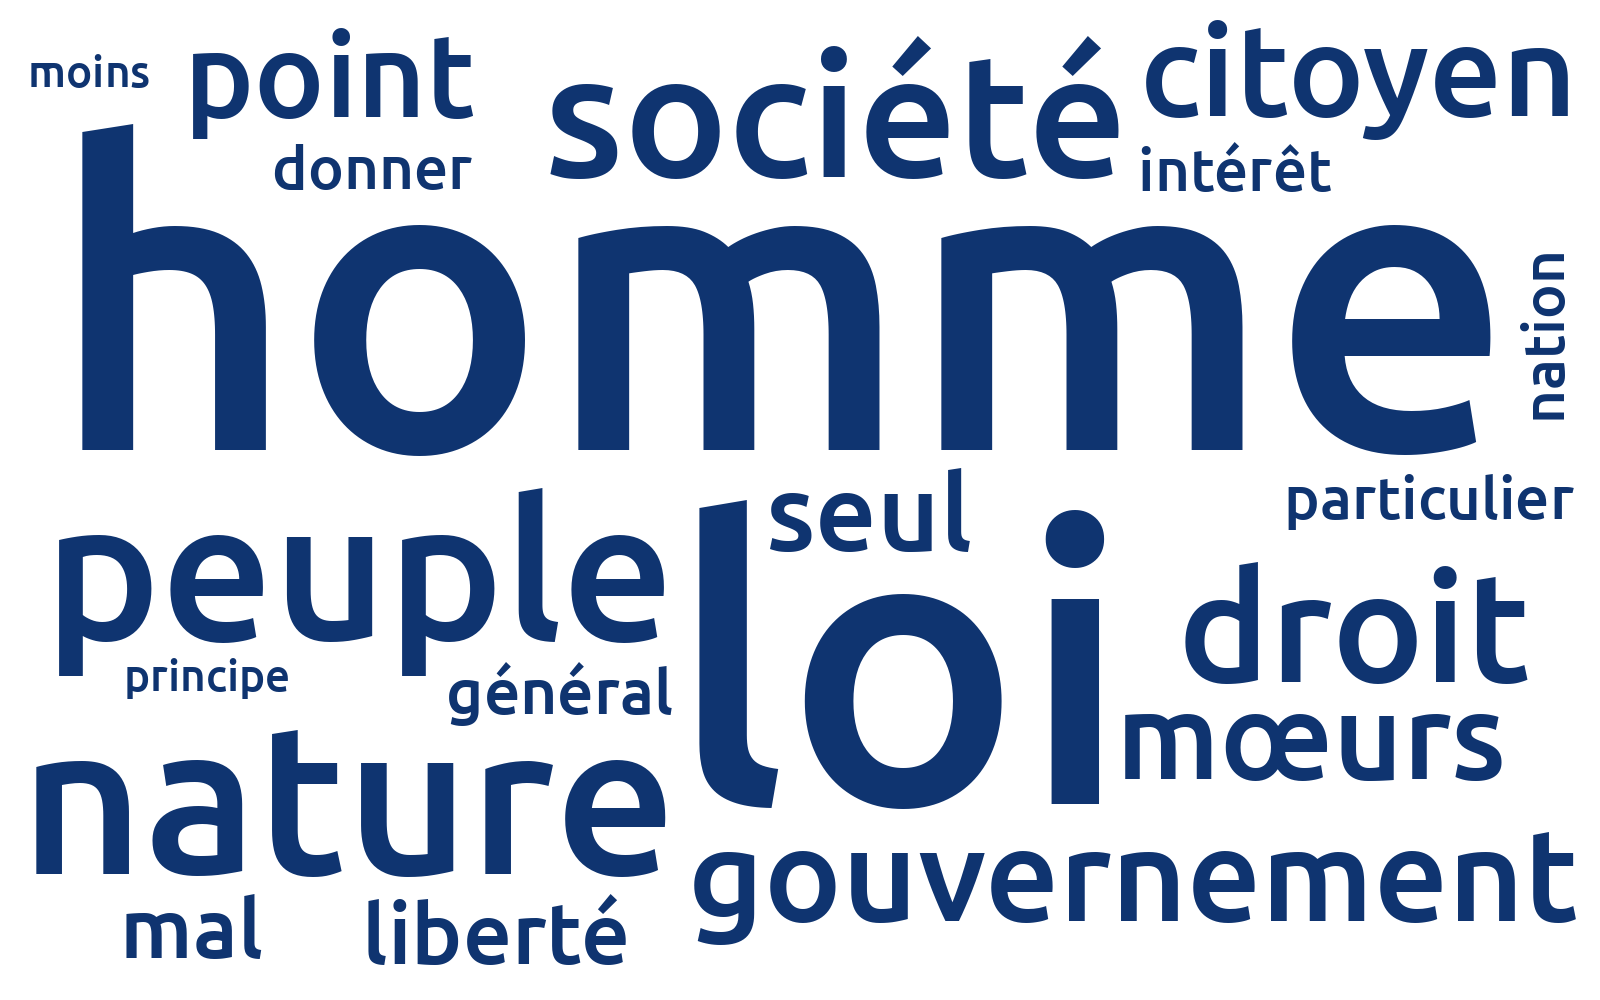 moins
point
société
citoyen
donner
intérêt
homme
nation
seul
particulier
peuple
loi
droit
principe
général
mœurs
nature
gouvernement
mal
liberté